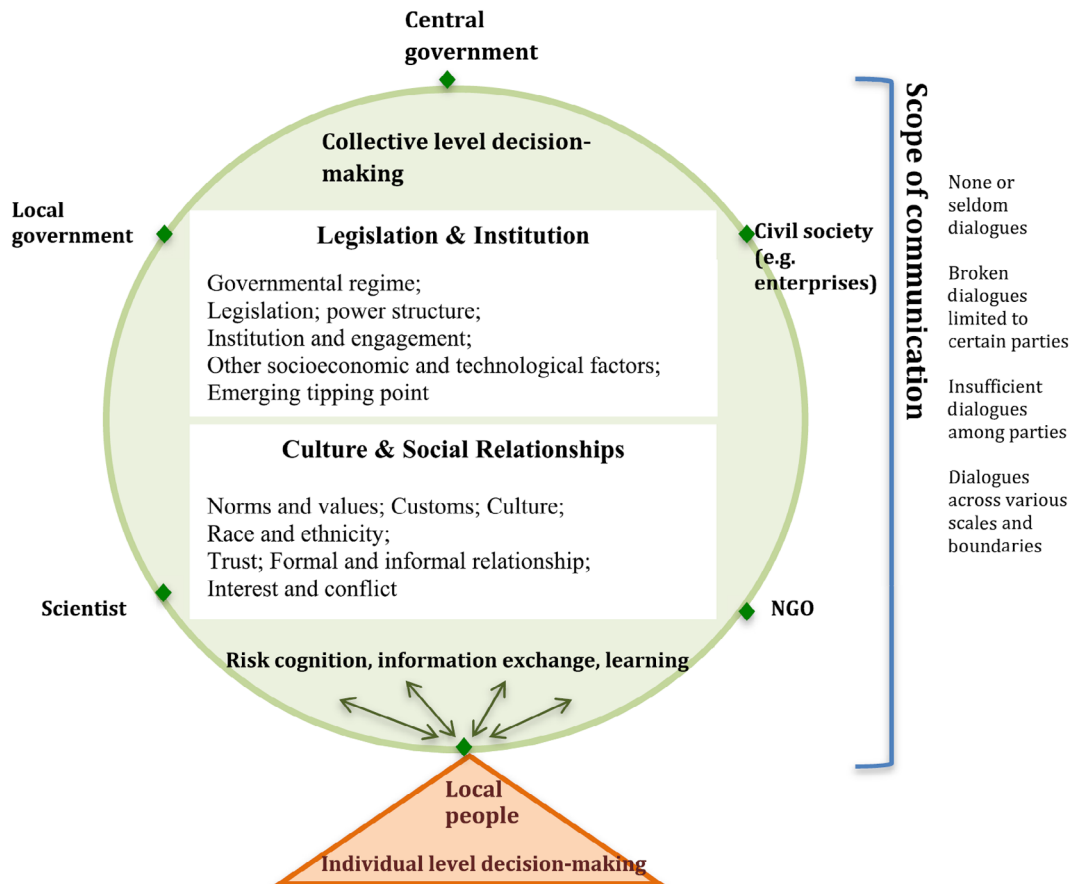 Central
government
Collective level decision-
making
Local
government
Legislation & Institution
Governmental regime;
Legislation; power structure;
Institution and engagement;
Other socioeconomic and technological factors;
Emerging tipping point
Civil society
(e.g.
enterprises)
Culture & Social Relationships
Norms and values; Customs; Culture;
Race and ethnicity;
Trust; Formal and informal relationship;
Interest and conflict
Scientist
NGO
Risk cognition, information exchange, learning
Local
people
Individual level decision-making
Scope of communication
None or
seldom
dialogues
Broken
dialogues
limited to
certain parties
Insufficient
dialogues
among parties
Dialogues
across various
scales and
boundaries